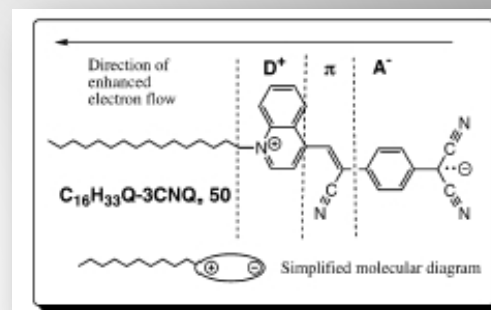 D⁺ π A⁻
Direction of
enhanced
electron flow
N
⊕
C≡N
⊖
C≡N
C≡N
C₁₆H₃₃Q-3CNQ, 50
⊕ ⊖ Simplified molecular diagram